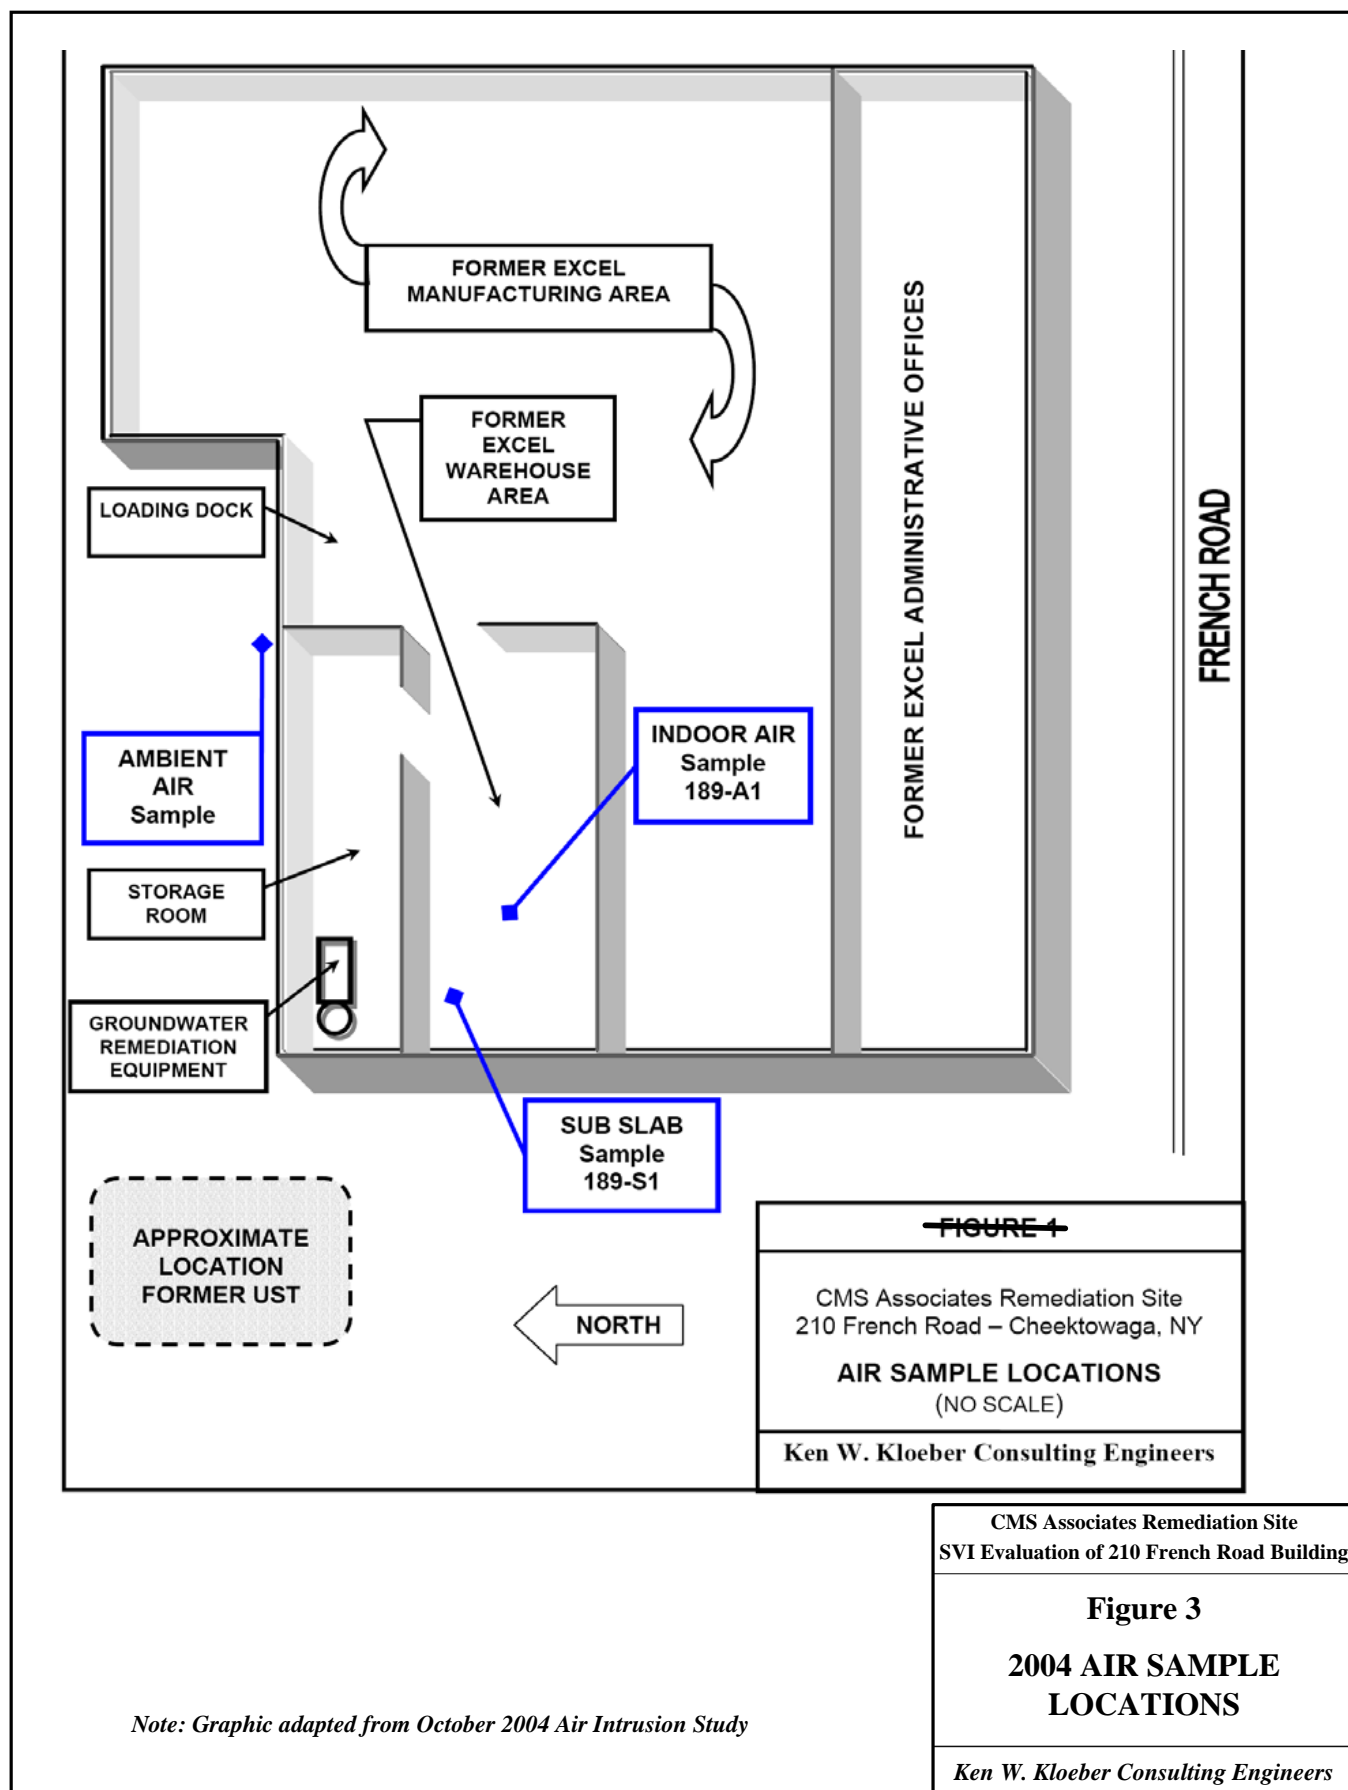 FORMER EXCEL
MANUFACTURING AREA
FORMER
EXCEL
WAREHOUSE
AREA
LOADING DOCK
FORMER EXCEL ADMINISTRATIVE OFFICES
FRENCH ROAD
AMBIENT
AIR
Sample
INDOOR AIR
Sample
189-A1
STORAGE
ROOM
GROUNDWATER
REMEDIATION
EQUIPMENT
SUB SLAB
Sample
189-S1
APPROXIMATE
LOCATION
FORMER UST
NORTH
FIGURE 1
CMS Associates Remediation Site
210 French Road – Cheektowaga, NY
AIR SAMPLE LOCATIONS
(NO SCALE)
Ken W. Kloeber Consulting Engineers
CMS Associates Remediation Site
SVI Evaluation of 210 French Road Building
Figure 3
2004 AIR SAMPLE
LOCATIONS
Note: Graphic adapted from October 2004 Air Intrusion Study
Ken W. Kloeber Consulting Engineers